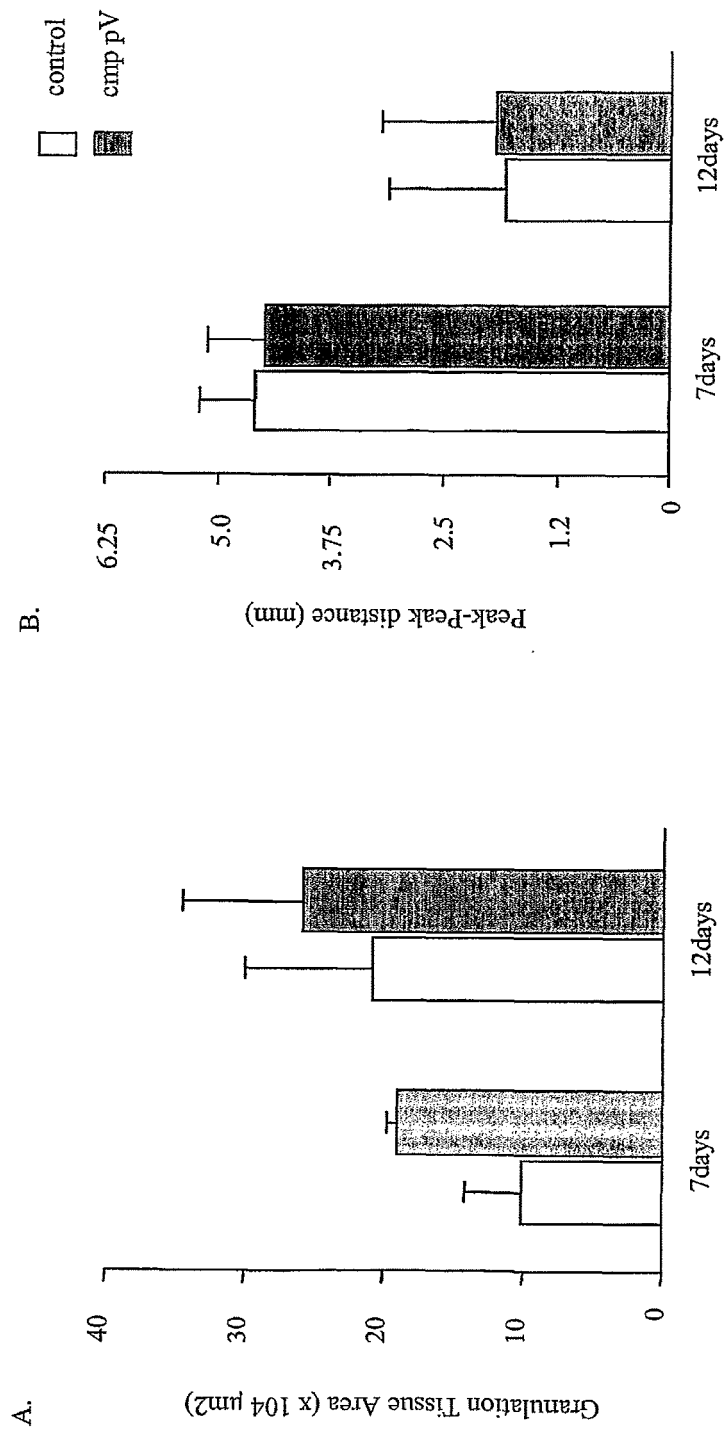 A.
Granulation Tissue Area (x 104 µm2)
40
30
20
10
0
7days
12days
B.
Peak-Peak distance (mm)
6.25
5.0
3.75
2.5
1.2
0
7days
12days
control
cmp pV